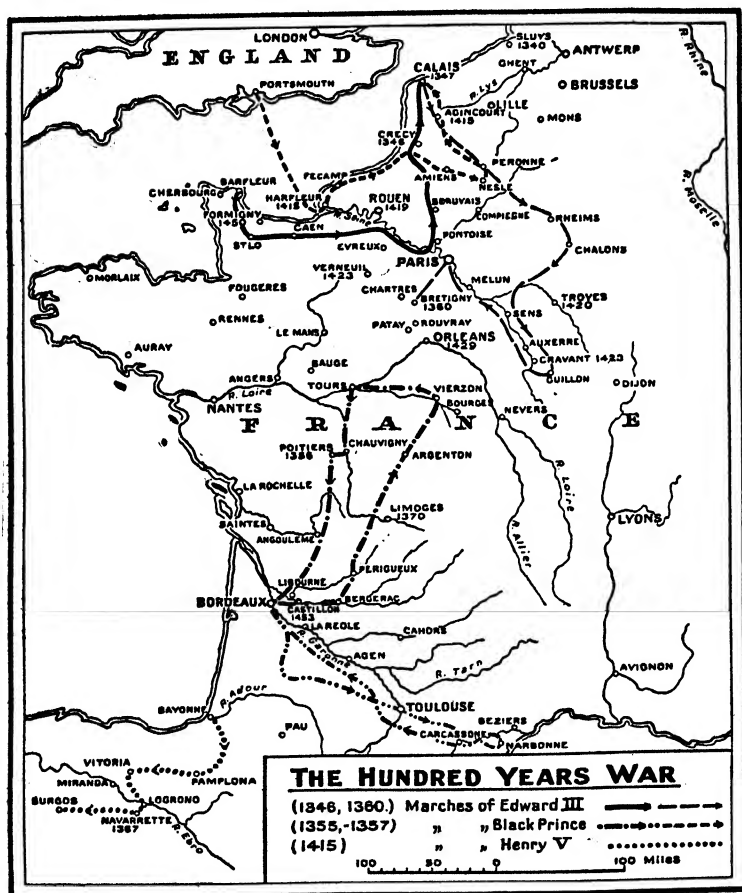 LONDON
ENGLAND
PORTSMOUTH
SLUYS
1340
ANTWERP
GHENT
CALAIS
1347
BRUSSELS
R. Rhine
R. Lys
LILLE
AGINCOURT
1415
MONS
CRECY
1346
PERONNE
AMIENS
NESLE
R. Moselle
FECAMP
BARFLEUR
CHERBOURG
HARFLEUR
1415
ROUEN
1419
BEAUVAIS
COMPIEGNE
RHEIMS
FORMIGNY
1450
CAEN
R. Seine
ST LO
EVREUX
PONTOISE
CHALONS
PARIS
VERNEUIL
1423
MORLAIX
FOUGERES
CHARTRES
BRETIGNY
1360
MELUN
TROYES
1420
SENS
RENNES
PATAY
ROUVRAY
LE MANS
ORLEANS
1429
AUXERRE
AURAY
BAUGE
CRAVANT 1423
GUILLON
DIJON
ANGERS
TOURS
VIERZON
R. Loire
NANTES
BOURGES
NEVERS
FRANCE
POITIERS
1356
CHAUVIGNY
ARGENTON
LA ROCHELLE
R. Loire
LIMOGES
1370
SAINTES
ANGOULEME
R. Allier
LYONS
PERIGUEUX
LIBOURNE
BORDEAUX
CASTILLON
1453
BERGERAC
LA REOLE
R. Garonne
CAHORS
AGEN
R. Tarn
AVIGNON
R. Adour
BAYONNE
TOULOUSE
PAU
BEZIERS
CARCASSONE
NARBONNE
VITORIA
MIRANDA
PAMPLONA
BURGOS
LOGRONO
NAVARRETTE
1367
R. Ebro
THE HUNDRED YEARS WAR
(1346, 1360.) Marches of Edward III
(1355,-1357) „ „ Black Prince
(1415) „ „ Henry V
100 50 0 100 Miles